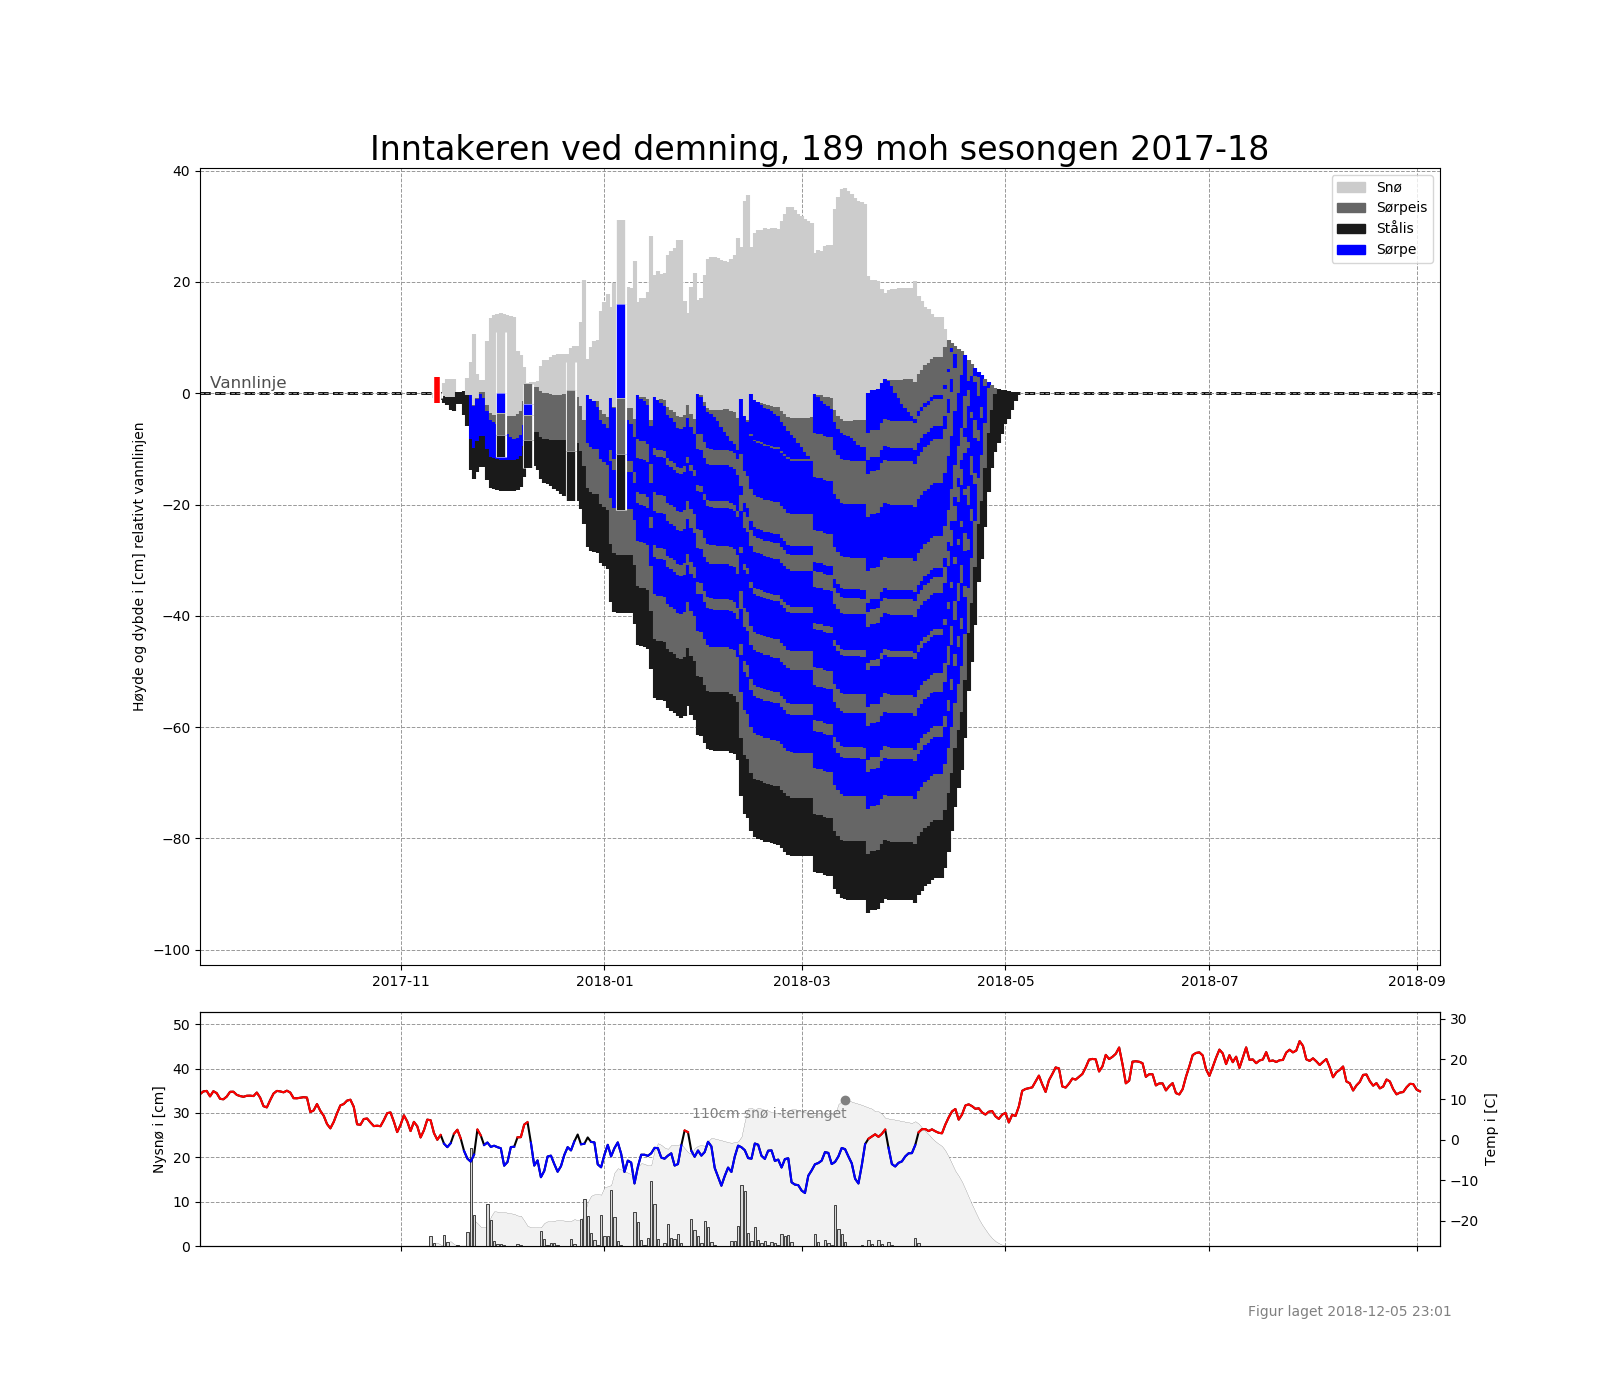 Inntakeren ved demning, 189 moh sesongen 2017-18
Snø
Sørpeis
Stålis
Sørpe
Høyde og dybde i [cm] relativt vannlinjen
40
20
0
−20
−40
−60
−80
−100
Vannlinje
2017-11
2018-01
2018-03
2018-05
2018-07
2018-09
Nysnø i [cm]
50
40
30
20
10
0
110cm snø i terrenget
30
20
10
0
−10
−20
Temp i [C]
Figur laget 2018-12-05 23:01